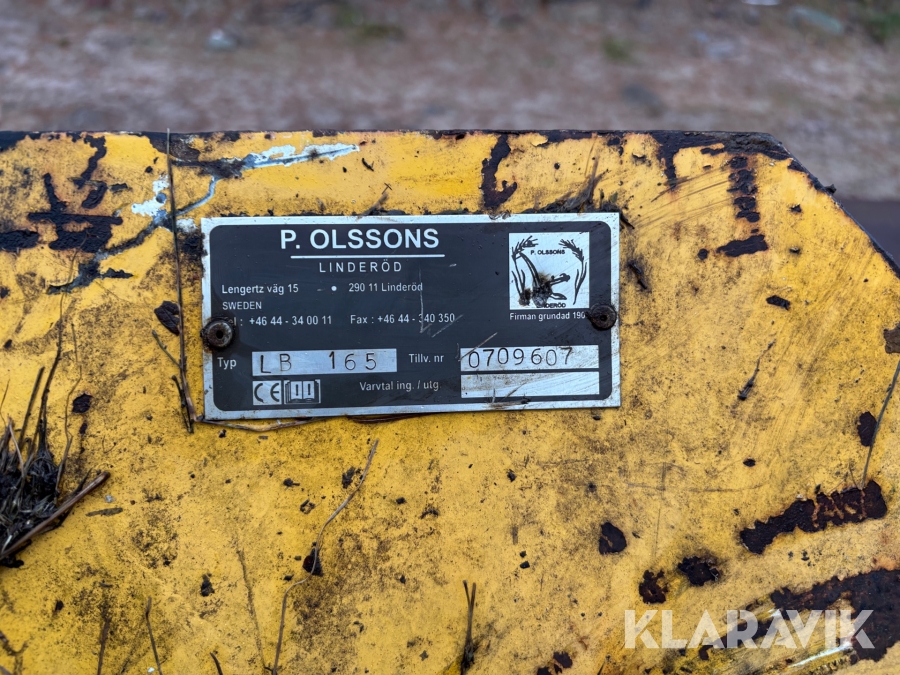 P. OLSSONS
LINDERÖD
Lengertz väg 15 • 290 11 Linderöd
SWEDEN
: +46 44 - 34 00 11 Fax : +46 44 - 340 350
Typ LB 165 Tillv. nr 0709607
CE Varvtal ing. / utg
P. OLSSONS
LINDERÖD
Firman grundad
KLARAVIK